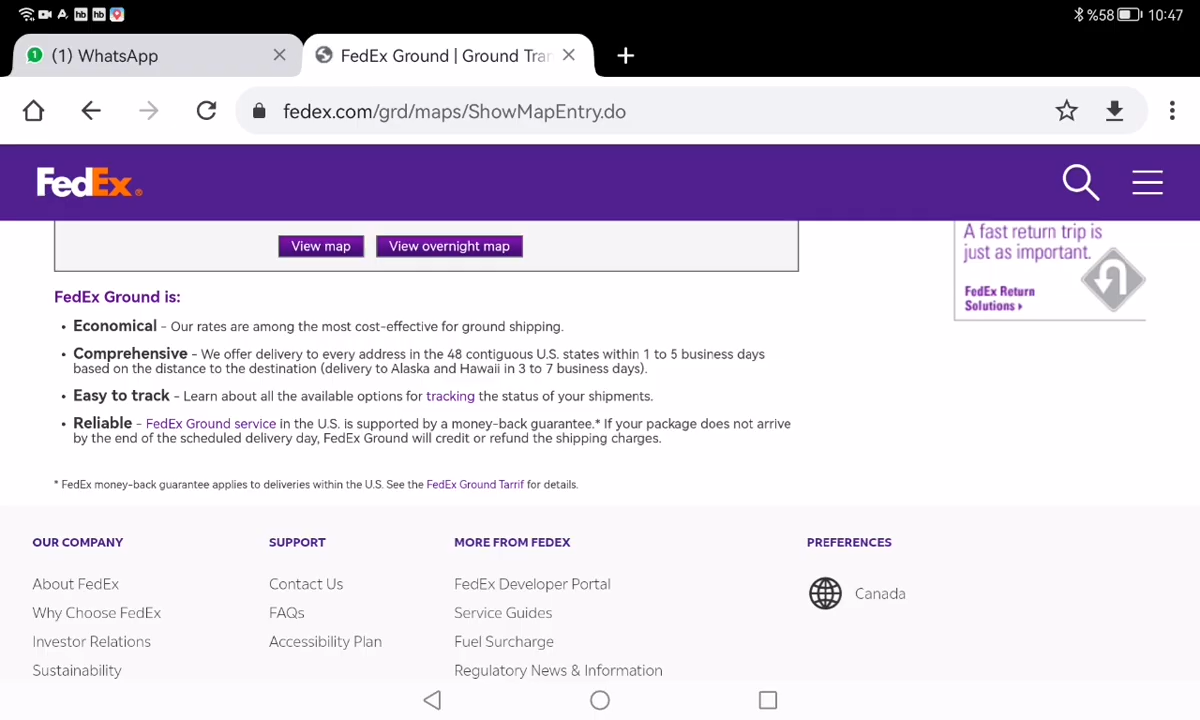 %58 10:47
(1) WhatsApp
FedEx Ground | Ground Tran
fedex.com/grd/maps/ShowMapEntry.do
FedEx®
View map View overnight map
A fast return trip is
just as important.
FedEx Return
Solutions
FedEx Ground is:
• Economical - Our rates are among the most cost-effective for ground shipping.
• Comprehensive - We offer delivery to every address in the 48 contiguous U.S. states within 1 to 5 business days
based on the distance to the destination (delivery to Alaska and Hawaii in 3 to 7 business days).
• Easy to track - Learn about all the available options for tracking the status of your shipments.
• Reliable - FedEx Ground service in the U.S. is supported by a money-back guarantee.* If your package does not arrive
by the end of the scheduled delivery day, FedEx Ground will credit or refund the shipping charges.
* FedEx money-back guarantee applies to deliveries within the U.S. See the FedEx Ground Tarrif for details.
OUR COMPANY
About FedEx
Why Choose FedEx
Investor Relations
Sustainability
SUPPORT
Contact Us
FAQs
Accessibility Plan
MORE FROM FEDEX
FedEx Developer Portal
Service Guides
Fuel Surcharge
Regulatory News & Information
PREFERENCES
Canada